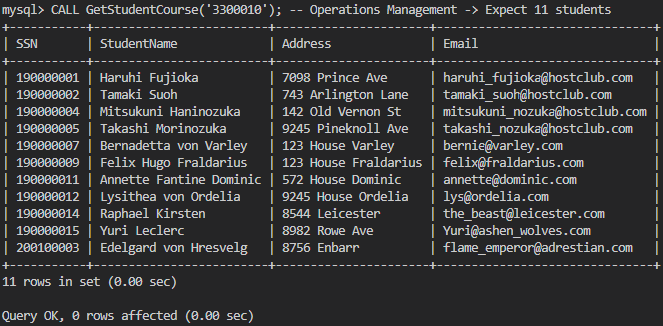 mysql> CALL GetStudentCourse('3300010'); -- Operations Management -> Expect 11 students
+-----------+-------------------------+----------------------+------------------------------+
| SSN       | StudentName             | Address              | Email                        |
+-----------+-------------------------+----------------------+------------------------------+
| 190000001 | Haruhi Fujioka          | 7098 Prince Ave      | haruhi_fujioka@hostclub.com  |
| 190000002 | Tamaki Suoh             | 743 Arlington Lane   | tamaki_suoh@hostclub.com     |
| 190000004 | Mitsukuni Haninozuka    | 142 Old Vernon St    | mitsukuni_nozuka@hostclub.com |
| 190000005 | Takashi Morinozuka      | 9245 Pineknoll Ave   | takashi_nozuka@hostclub.com  |
| 190000007 | Bernadetta von Varley   | 123 House Varley     | bernie@varley.com            |
| 190000009 | Felix Hugo Fraldarius   | 123 House Fraldarius | felix@fraldarius.com         |
| 190000011 | Annette Fantine Dominic | 572 House Dominic    | annette@dominic.com          |
| 190000012 | Lysithea von Ordelia    | 9245 House Ordelia   | lys@ordelia.com              |
| 190000014 | Raphael Kirsten         | 8544 Leicester       | the_beast@leicester.com      |
| 190000015 | Yuri Leclerc            | 8982 Rowe Ave        | Yuri@ashen_wolves.com        |
| 200100003 | Edelgard von Hresvelg   | 8756 Enbarr          | flame_emperor@adrestian.com  |
+-----------+-------------------------+----------------------+------------------------------+
11 rows in set (0.00 sec)
Query OK, 0 rows affected (0.00 sec)